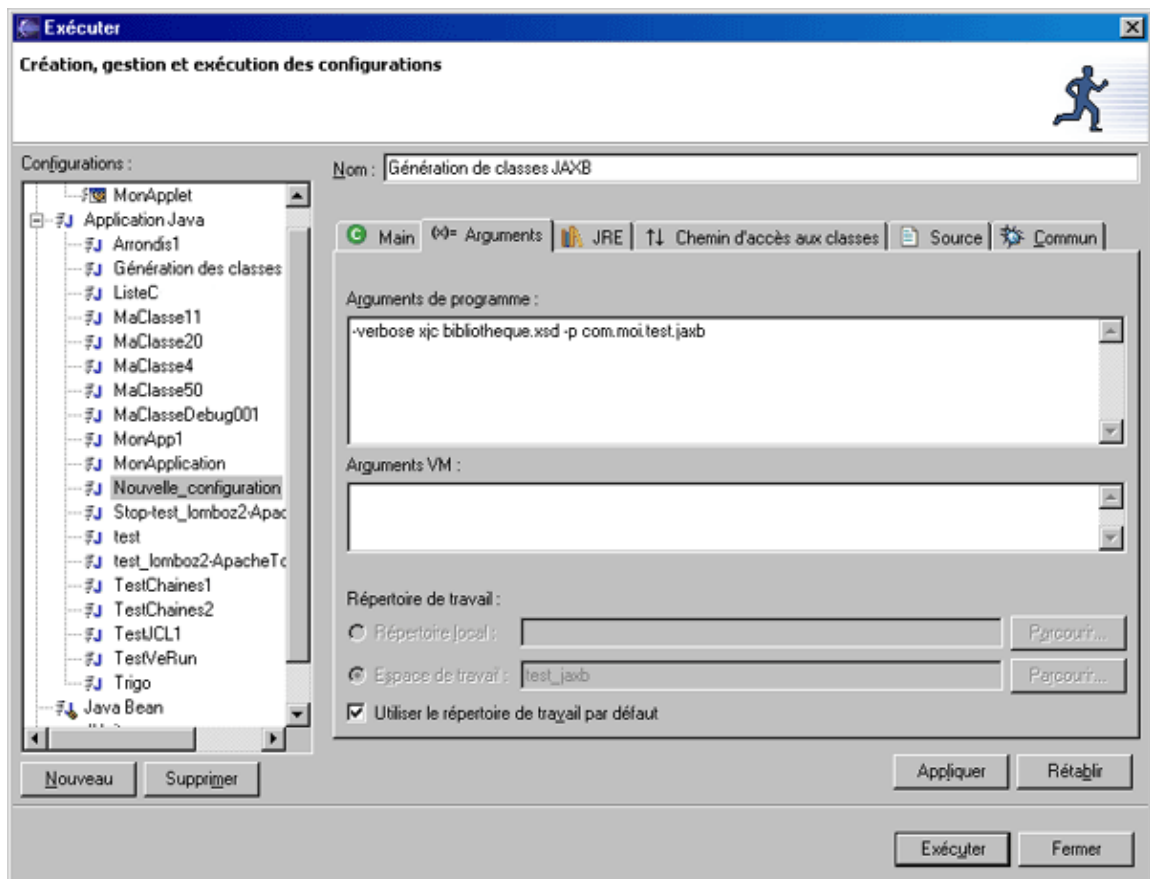 Exécuter
Création, gestion et exécution des configurations
Configurations :
MonApplet
Application Java
Arrondis1
Génération des classes
ListeC
MaClasse11
MaClasse20
MaClasse4
MaClasse50
MaClasseDebug001
MonApp1
MonApplication
Nouvelle_configuration
Stop-test_lomboz2-Apac
test
test_lomboz2-ApacheTc
TestChaines1
TestChaines2
TestJCL1
TestVeRun
Trigo
Java Bean
Nouveau Supprimer
Nom : Génération de classes JAXB
Main (x)= Arguments JRE Chemin d'accès aux classes Source Commun
Arguments de programme :
-verbose xjc bibliotheque.xsd -p com.moi.test.jaxb
Arguments VM :
Répertoire de travail :
Répertoire local : Parcourir...
Espace de travail : test_jaxb Parcourir...
Utiliser le répertoire de travail par défaut
Appliquer Rétablir
Exécuter Fermer